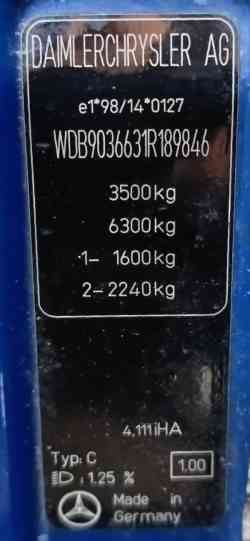 DAIMLERCHRYSLER AG
e1*98/14*0127
WDB9036631R189846
3500kg
6300kg
1- 1600kg
2- 2240kg
4,111iHA
Typ: C
1.00
: 1.25 %
Made in
Germany